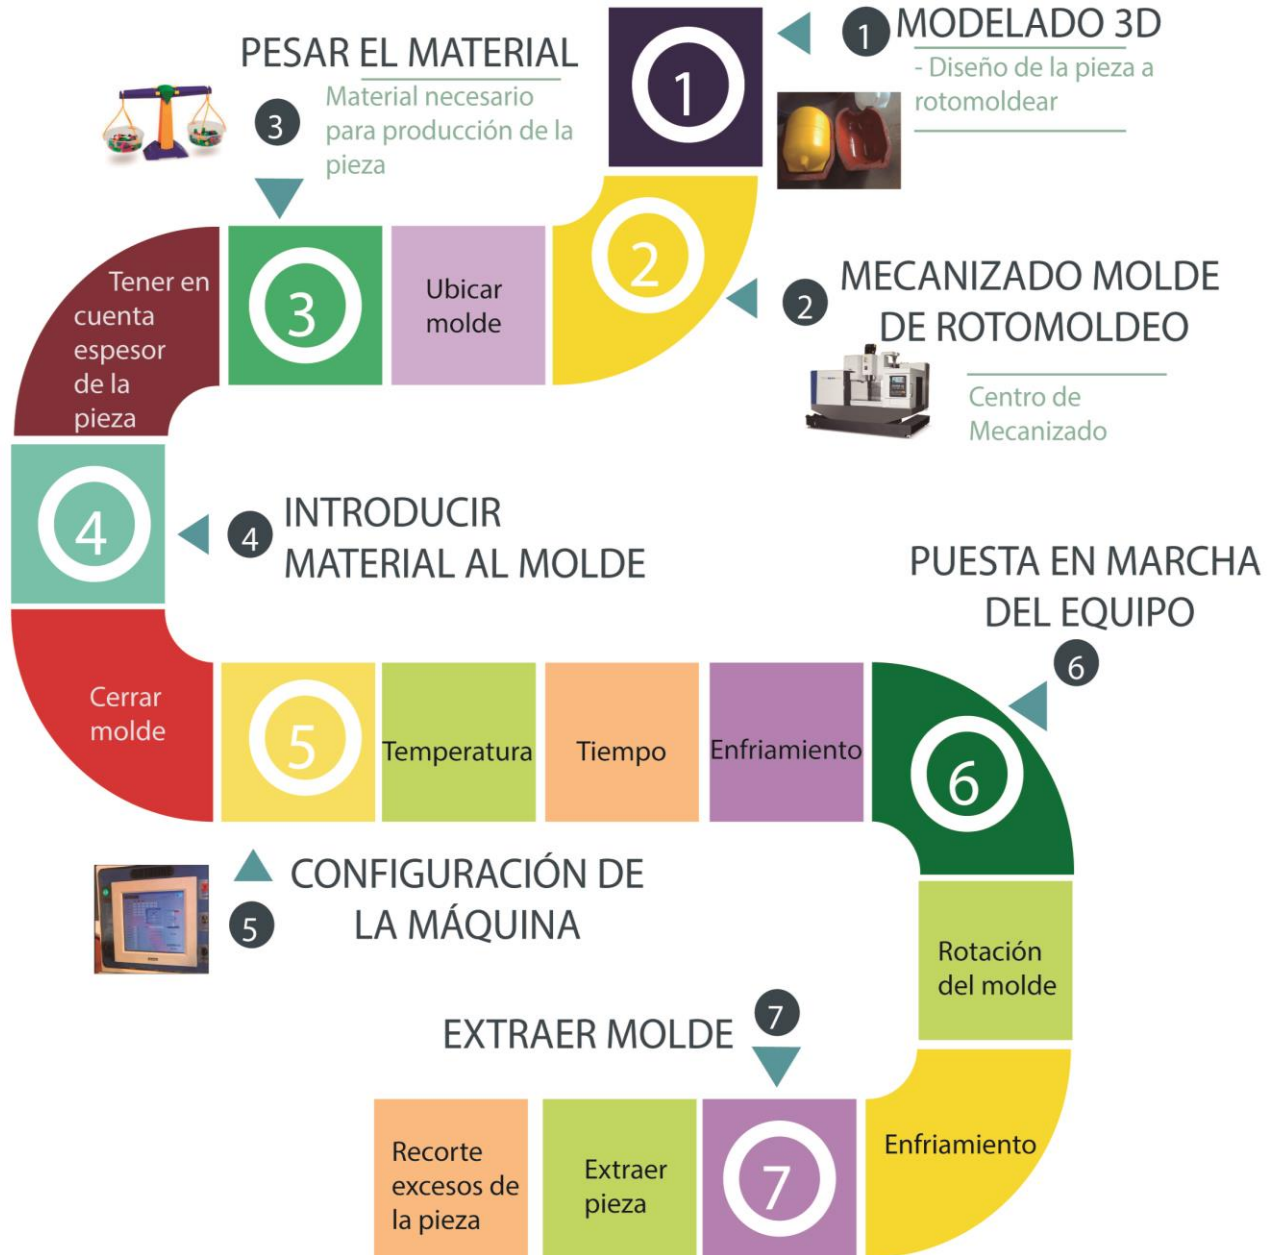 1
1
MODELADO 3D
- Diseño de la pieza a
rotomoldear
2
2
MECANIZADO MOLDE
DE ROTOMOLDEO
Centro de
Mecanizado
Ubicar
molde
PESAR EL MATERIAL
3
Material necesario
para producción de la
pieza
3
Tener en
cuenta
espesor
de la
pieza
4
4
INTRODUCIR
MATERIAL AL MOLDE
Cerrar
molde
5
Temperatura
Tiempo
Enfriamiento
5
CONFIGURACIÓN DE
LA MÁQUINA
PUESTA EN MARCHA
DEL EQUIPO
6
6
Rotación
del molde
Enfriamiento
EXTRAER MOLDE
7
7
Extraer
pieza
Recorte
excesos de
la pieza